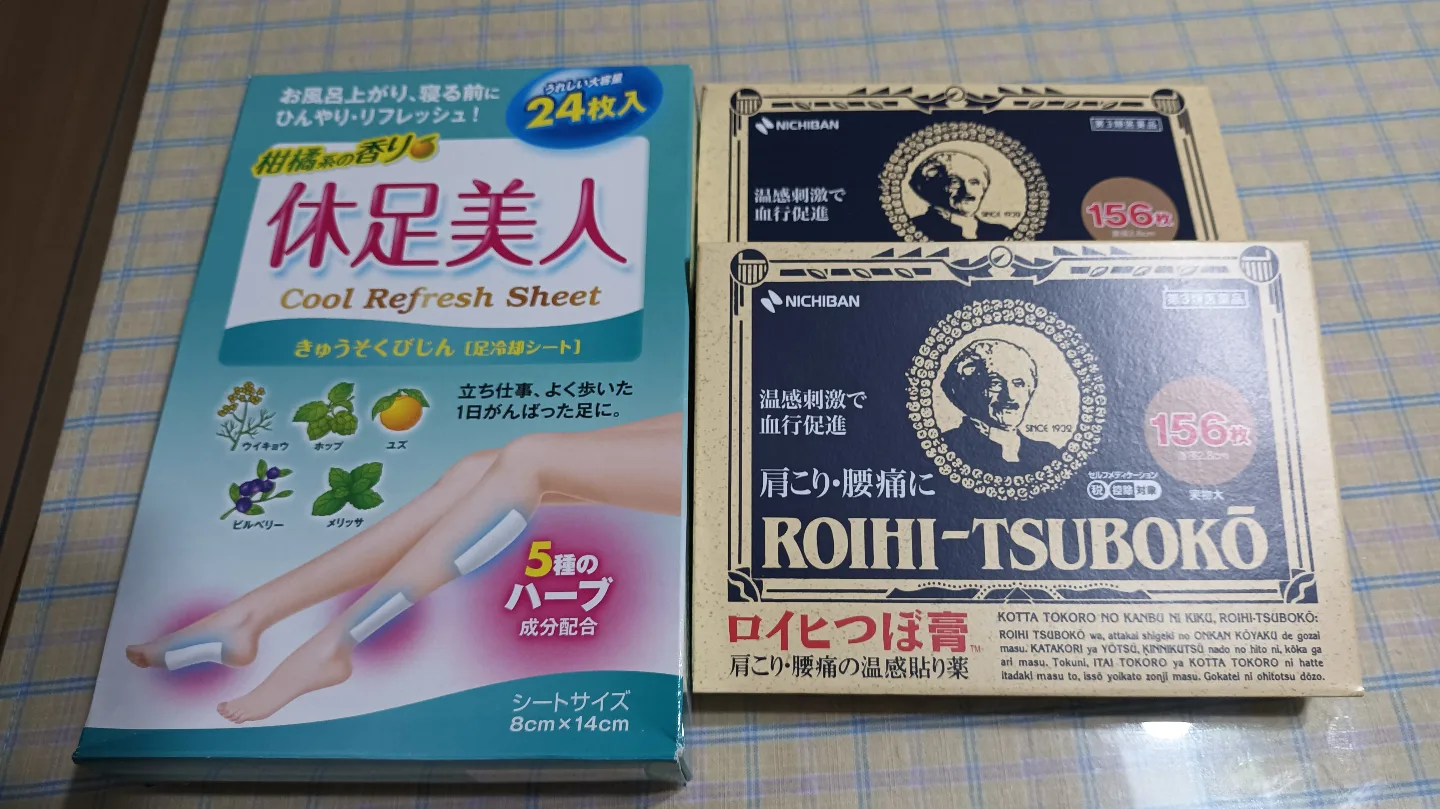 お風呂上がり、寝る前に
ひんやり・リフレッシュ!
うれしい大容量
24枚入
柑橘系の香り
休足美人
Cool Refresh Sheet
きゅうそくびじん [足冷却シート]
立ち仕事、よく歩いた
1日がんばった足に。
ウイキョウ
ホップ
ユズ
ビルベリー
メリッサ
5種の
ハーブ
成分配合
シートサイズ
8cm×14cm
NICHIBAN
第3類医薬品
温感刺激で
血行促進
SINCE 1932
156枚
直径2.8cm
NICHIBAN
第3類医薬品
温感刺激で
血行促進
SINCE 1932
156枚
直径2.8cm
実物大
肩こり・腰痛に
セルフメディケーション
税 控除 対象
ROIHI-TSUBOKŌ
ロイヒつぼ膏™
肩こり・腰痛の温感貼り薬
KOTTA TOKORO NO KANBU NI KIKU, ROIHI-TSUBOKŌ:
ROIHI TSUBOKŌ wa, attakai shigeki no ONKAN KŌYAKU de gozai
masu. KATAKORI ya YŌTSŪ, KINNIKUTSŪ nado no hito ni, kōka ga
ari masu. Tokuni, ITAI TOKORO ya KOTTA TOKORO ni hatte
itadaki masu to, issō yoikato zonji masu. Gokatei ni ohitotsu dōzo.